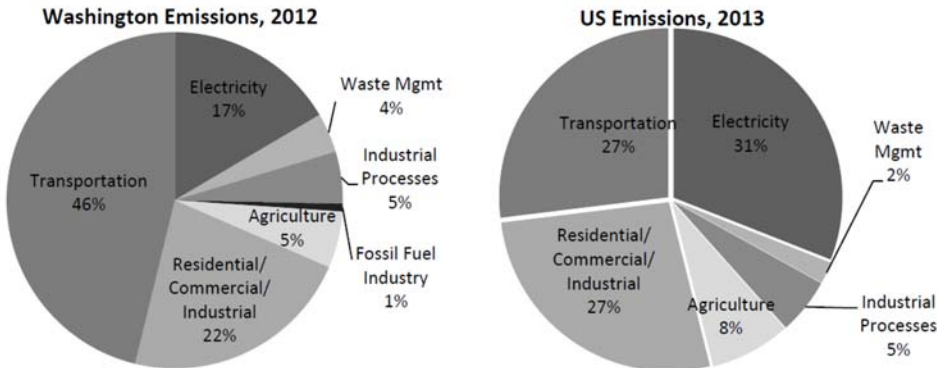 Washington Emissions, 2012
Electricity
17%
Waste Mgmt
4%
Industrial
Processes
5%
Fossil Fuel
Industry
1%
Agriculture
5%
Residential/
Commercial/
Industrial
22%
Transportation
46%
US Emissions, 2013
Electricity
31%
Waste
Mgmt
2%
Industrial
Processes
5%
Agriculture
8%
Residential/
Commercial/
Industrial
27%
Transportation
27%